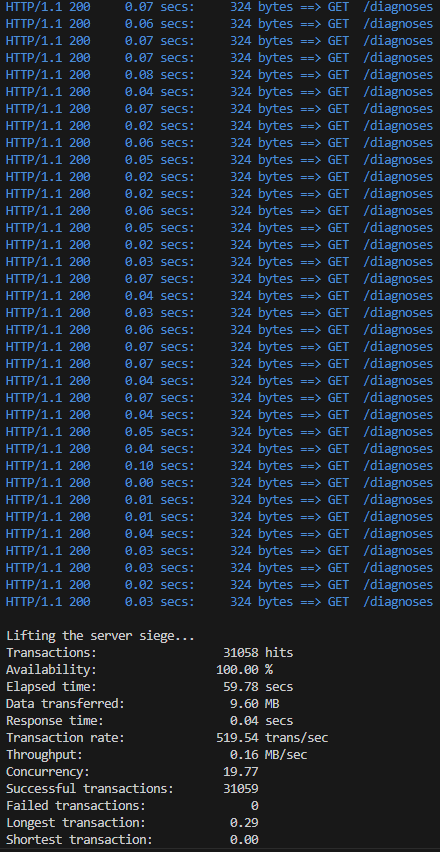 HTTP/1.1 200 0.07 secs: 324 bytes ==> GET /diagnoses
HTTP/1.1 200 0.06 secs: 324 bytes ==> GET /diagnoses
HTTP/1.1 200 0.07 secs: 324 bytes ==> GET /diagnoses
HTTP/1.1 200 0.07 secs: 324 bytes ==> GET /diagnoses
HTTP/1.1 200 0.08 secs: 324 bytes ==> GET /diagnoses
HTTP/1.1 200 0.04 secs: 324 bytes ==> GET /diagnoses
HTTP/1.1 200 0.07 secs: 324 bytes ==> GET /diagnoses
HTTP/1.1 200 0.02 secs: 324 bytes ==> GET /diagnoses
HTTP/1.1 200 0.06 secs: 324 bytes ==> GET /diagnoses
HTTP/1.1 200 0.05 secs: 324 bytes ==> GET /diagnoses
HTTP/1.1 200 0.02 secs: 324 bytes ==> GET /diagnoses
HTTP/1.1 200 0.02 secs: 324 bytes ==> GET /diagnoses
HTTP/1.1 200 0.06 secs: 324 bytes ==> GET /diagnoses
HTTP/1.1 200 0.05 secs: 324 bytes ==> GET /diagnoses
HTTP/1.1 200 0.02 secs: 324 bytes ==> GET /diagnoses
HTTP/1.1 200 0.03 secs: 324 bytes ==> GET /diagnoses
HTTP/1.1 200 0.07 secs: 324 bytes ==> GET /diagnoses
HTTP/1.1 200 0.04 secs: 324 bytes ==> GET /diagnoses
HTTP/1.1 200 0.03 secs: 324 bytes ==> GET /diagnoses
HTTP/1.1 200 0.06 secs: 324 bytes ==> GET /diagnoses
HTTP/1.1 200 0.07 secs: 324 bytes ==> GET /diagnoses
HTTP/1.1 200 0.07 secs: 324 bytes ==> GET /diagnoses
HTTP/1.1 200 0.04 secs: 324 bytes ==> GET /diagnoses
HTTP/1.1 200 0.07 secs: 324 bytes ==> GET /diagnoses
HTTP/1.1 200 0.04 secs: 324 bytes ==> GET /diagnoses
HTTP/1.1 200 0.05 secs: 324 bytes ==> GET /diagnoses
HTTP/1.1 200 0.04 secs: 324 bytes ==> GET /diagnoses
HTTP/1.1 200 0.10 secs: 324 bytes ==> GET /diagnoses
HTTP/1.1 200 0.00 secs: 324 bytes ==> GET /diagnoses
HTTP/1.1 200 0.01 secs: 324 bytes ==> GET /diagnoses
HTTP/1.1 200 0.01 secs: 324 bytes ==> GET /diagnoses
HTTP/1.1 200 0.04 secs: 324 bytes ==> GET /diagnoses
HTTP/1.1 200 0.03 secs: 324 bytes ==> GET /diagnoses
HTTP/1.1 200 0.03 secs: 324 bytes ==> GET /diagnoses
HTTP/1.1 200 0.02 secs: 324 bytes ==> GET /diagnoses
HTTP/1.1 200 0.03 secs: 324 bytes ==> GET /diagnoses
Lifting the server siege...
Transactions: 31058 hits
Availability: 100.00 %
Elapsed time: 59.78 secs
Data transferred: 9.60 MB
Response time: 0.04 secs
Transaction rate: 519.54 trans/sec
Throughput: 0.16 MB/sec
Concurrency: 19.77
Successful transactions: 31059
Failed transactions: 0
Longest transaction: 0.29
Shortest transaction: 0.00